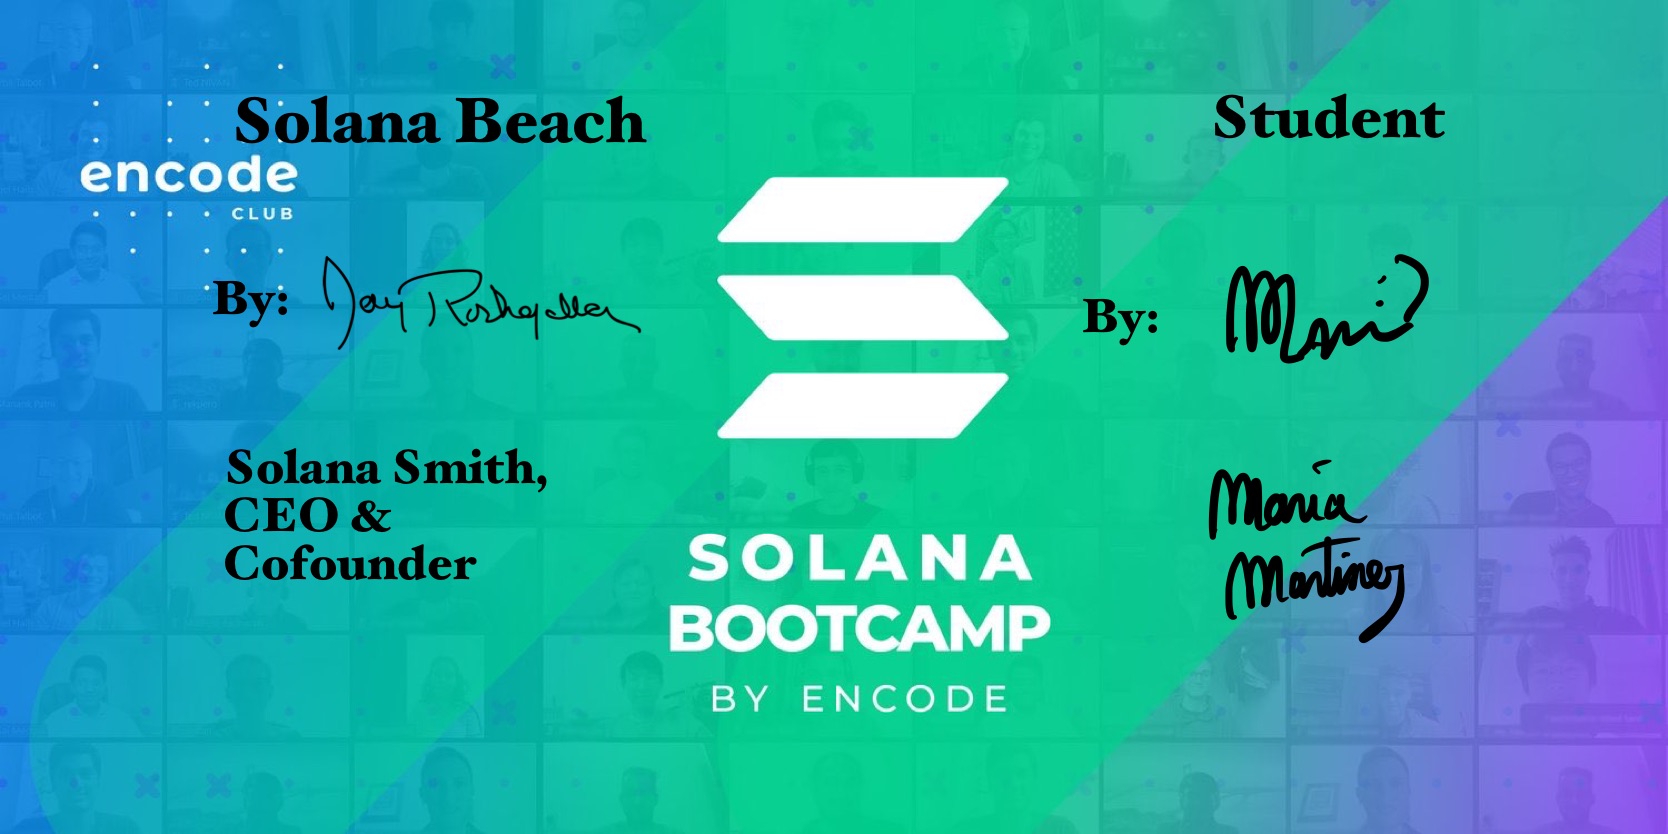 Solana Beach
encode
CLUB
By:
Solana Smith,
CEO &
Cofounder
SOLANA
BOOTCAMP
BY ENCODE
Student
By:
Maria
Martinez